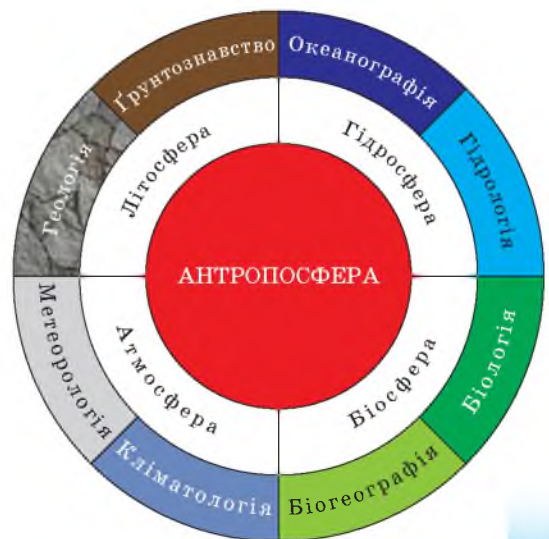 Ґрунтознавство
Океанографія
Геологія
Літосфера
Гідросфера
Гідрологія
АНТРОПОСФЕРА
Метеорологія
Атмосфера
Біосфера
Біологія
Кліматологія
Біогеографія